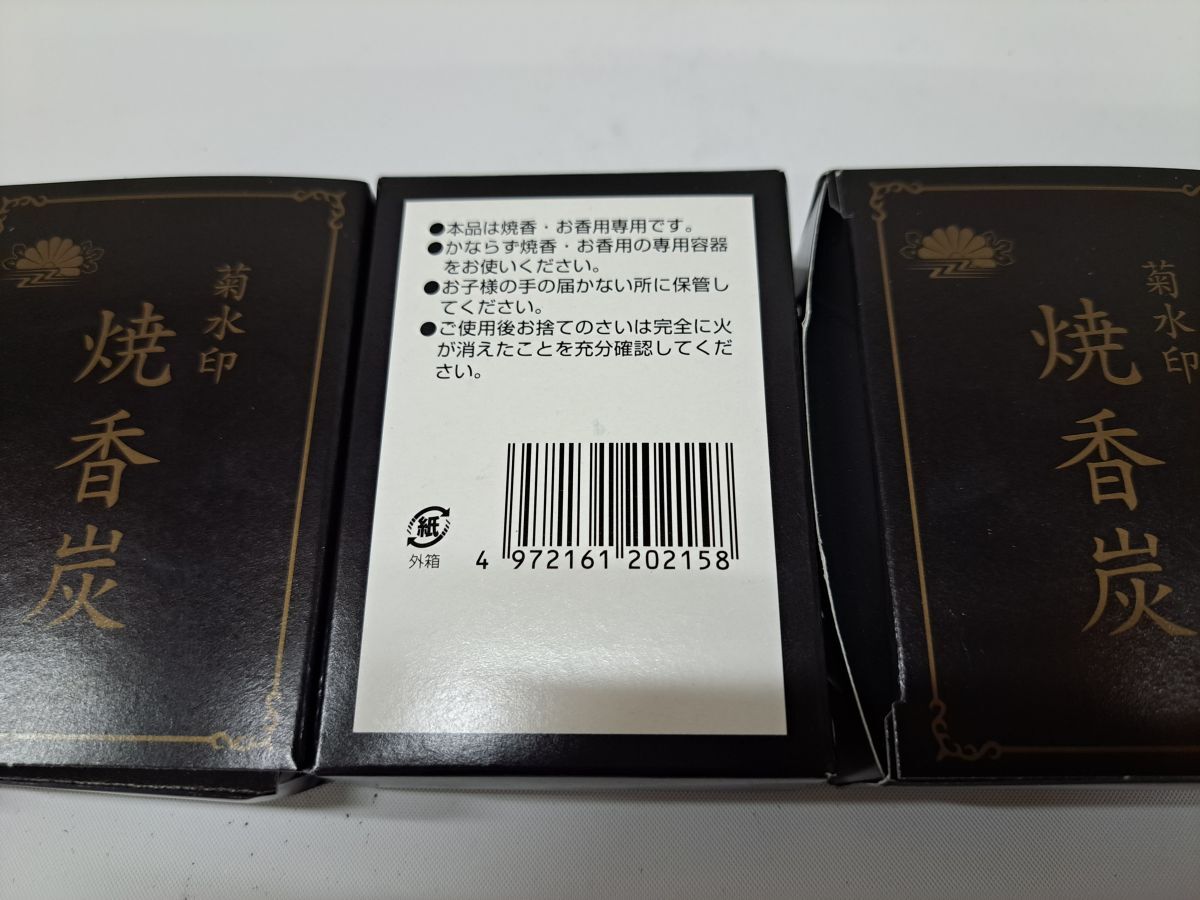 菊水印
焼香炭
●本品は焼香・お香用専用です。
●かならず焼香・お香用の専用容器
をお使いください。
●お子様の手の届かない所に保管し
てください。
●ご使用後お捨てのさいは完全に火
が消えたことを充分確認してくだ
さい。
紙
外箱
4 972161 202158
菊水印
焼香炭